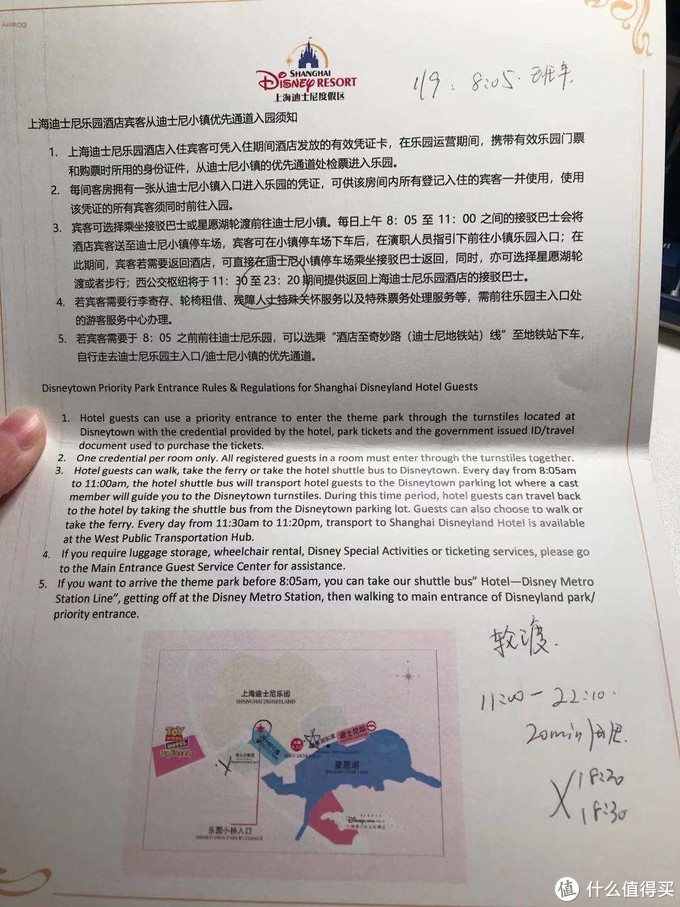 ©Disney
SHANGHAI
Disney RESORT
上海迪士尼度假区
1/9：8:05 班车
上海迪士尼乐园酒店宾客从迪士尼小镇优先通道入园须知
1. 上海迪士尼乐园酒店入住宾客可凭入住期间酒店发放的有效凭证卡，在乐园运营期间，携带有效乐园门票
和购票时所用的身份证件，从迪士尼小镇的优先通道处检票进入乐园。
2. 每间客房拥有一张从迪士尼小镇入口进入乐园的凭证，可供该房间内所有登记入住的宾客一并使用，使用
该凭证的所有宾客须同时前往入园。
3. 宾客可选择乘坐接驳巴士或星愿湖轮渡前往迪士尼小镇。每日上午 8：05 至 11：00 之间的接驳巴士会将
酒店宾客送至迪士尼小镇停车场，宾客可在小镇停车场下车后，在演职人员指引下前往小镇乐园入口；在
此期间，宾客若需要返回酒店，可直接在迪士尼小镇停车场乘坐接驳巴士返回酒店，同时，亦可选择星愿湖轮
渡或者步行；西公交枢纽将于 11：30 至 23：20 期间提供返回上海迪士尼乐园酒店的接驳巴士。
4. 若宾客需要行李寄存、轮椅租借、残障人士特殊关怀服务以及特殊票务处理服务等，需前往乐园主入口处
的游客服务中心办理。
5. 若宾客需要于 8：05 之前前往迪士尼乐园，可以选乘“酒店至奇妙路（迪士尼地铁站）线”至地铁站下车，
自行走去迪士尼乐园主入口/迪士尼小镇的优先通道。
Disneytown Priority Park Entrance Rules & Regulations for Shanghai Disneyland Hotel Guests
1. Hotel guests can use a priority entrance to enter the theme park through the turnstiles located at
Disneytown with the credential provided by the hotel, park tickets and the government issued ID/travel
document used to purchase the tickets.
2. One credential per room only. All registered guests in a room must enter through the turnstiles together.
3. Hotel guests can walk, take the ferry or take the hotel shuttle bus to Disneytown. Every day from 8:05am
to 11:00am, the hotel shuttle bus will transport hotel guests to the Disneytown parking lot where a cast
member will guide you to the Disneytown turnstiles. During this time period, hotel guests can travel back
to the hotel by taking the shuttle bus from the Disneytown parking lot. Guests can also choose to walk or
take the ferry. Every day from 11:30am to 11:20pm, transport to Shanghai Disneyland Hotel is available
at the West Public Transportation Hub.
4. If you require luggage storage, wheelchair rental, Disney Special Activities or ticketing services, please go
to the Main Entrance Guest Service Center for assistance.
5. If you want to arrive the theme park before 8:05am, you can take our shuttle bus” Hotel—Disney Metro
Station Line”, getting off at the Disney Metro Station, then walking to main entrance of Disneyland park/
priority entrance.
轮渡
11:00 — 22:10
20min/
X 18:20
18:30
上海迪士尼乐园
SHANGHAI DISNEYLAND
TOY
STORY
HOTEL
迪士尼站
星愿湖
乐园小镇入口
值 什么值得买